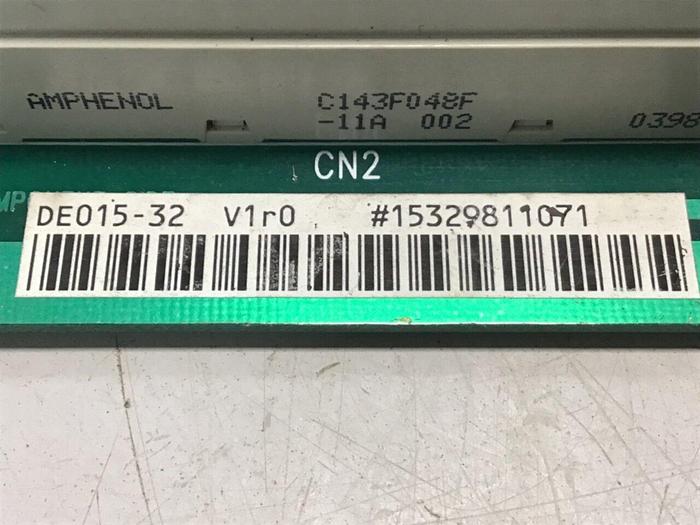 AMPHENOL C143F048F
-11A 002 0398
CN2
DE015-32 V1r0 #15329811071